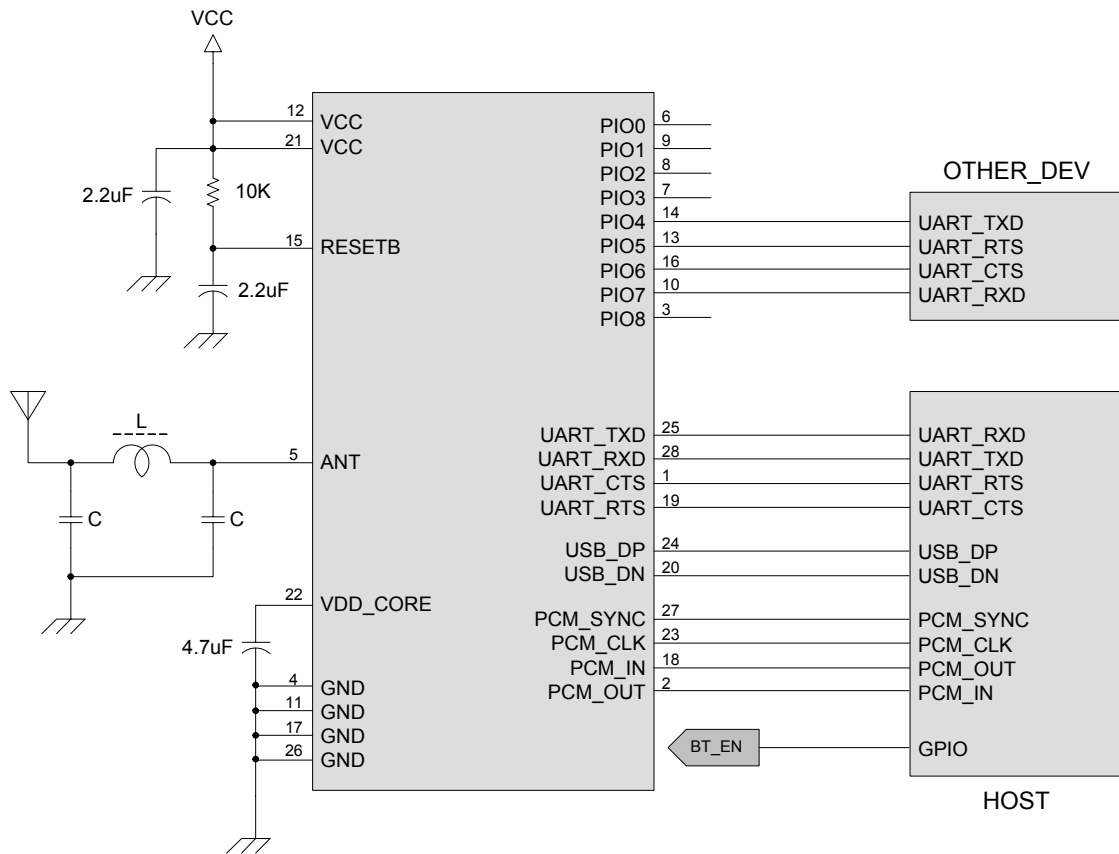 VCC
12
VCC
21
VCC
2.2uF
10K
15
RESETB
2.2uF
L
5
ANT
C
C
22
VDD_CORE
4.7uF
4
GND
11
GND
17
GND
26
GND
PIO0
6
PIO1
9
PIO2
8
PIO3
7
PIO4
14
PIO5
13
PIO6
16
PIO7
10
PIO8
3
OTHER_DEV
UART_TXD
UART_RTS
UART_CTS
UART_RXD
UART_TXD
25
UART_RXD
UART_RXD
28
UART_TXD
UART_CTS
1
UART_RTS
UART_RTS
19
UART_CTS
USB_DP
24
USB_DP
USB_DN
20
USB_DN
PCM_SYNC
27
PCM_SYNC
PCM_CLK
23
PCM_CLK
PCM_IN
18
PCM_OUT
PCM_OUT
2
PCM_IN
BT_EN
GPIO
HOST